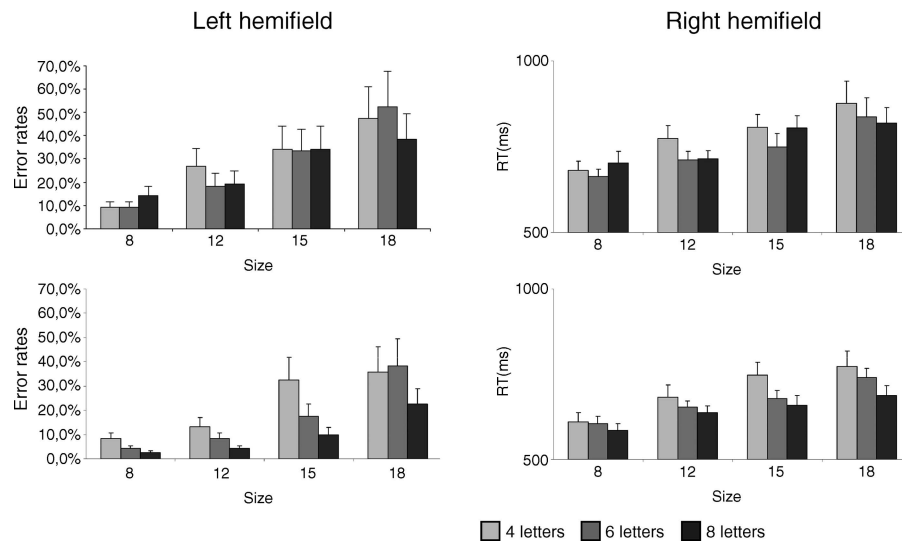 Left hemifield
Right hemifield
Error rates
70,0%
60,0%
50,0%
40,0%
30,0%
20,0%
10,0%
0,0%
8 12 15 18
Size
RT(ms)
1000
500
8 12 15 18
Size
Error rates
70,0%
60,0%
50,0%
40,0%
30,0%
20,0%
10,0%
0,0%
8 12 15 18
Size
RT(ms)
1000
500
8 12 15 18
Size
4 letters 6 letters 8 letters